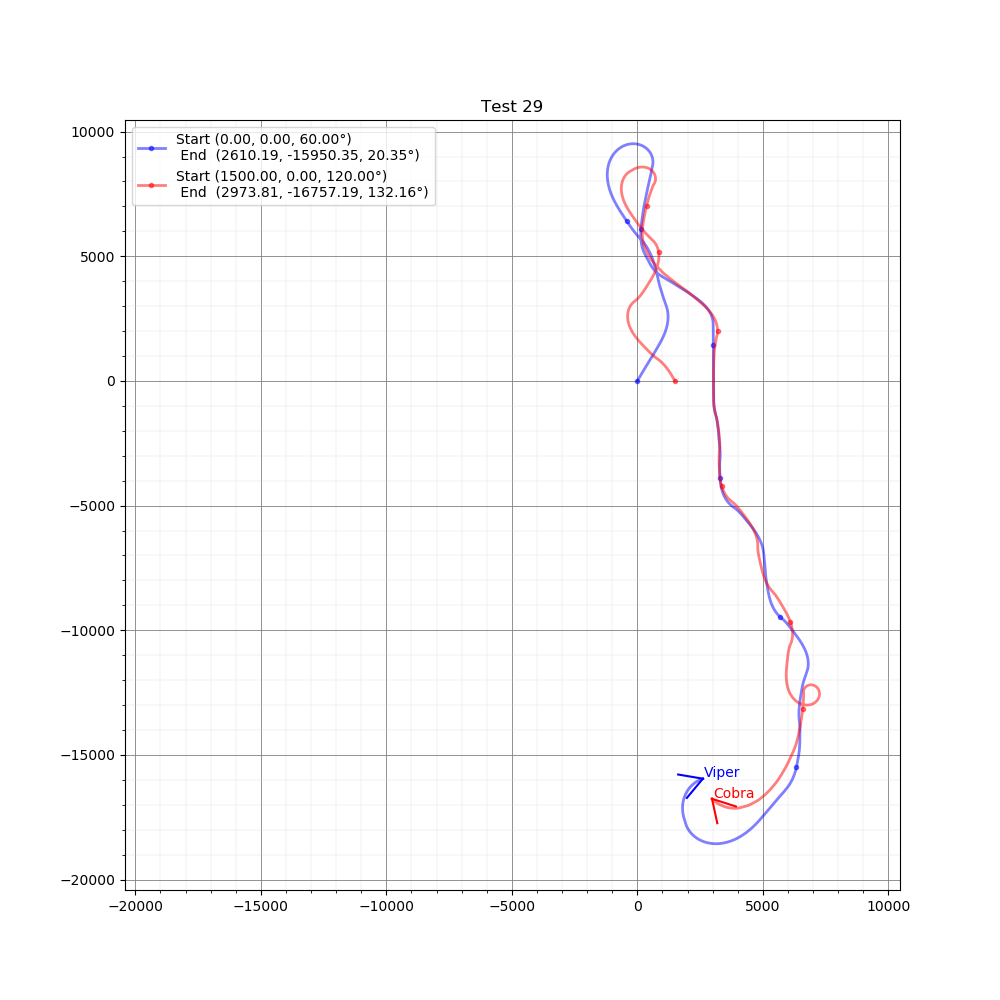 Test 29
Start (0.00, 0.00, 60.00°)
End (2610.19, -15950.35, 20.35°)
Start (1500.00, 0.00, 120.00°)
End (2973.81, -16757.19, 132.16°)
10000
5000
0
−5000
−10000
−15000
−20000
Viper
Cobra
−20000 −15000 −10000 −5000 0 5000 10000